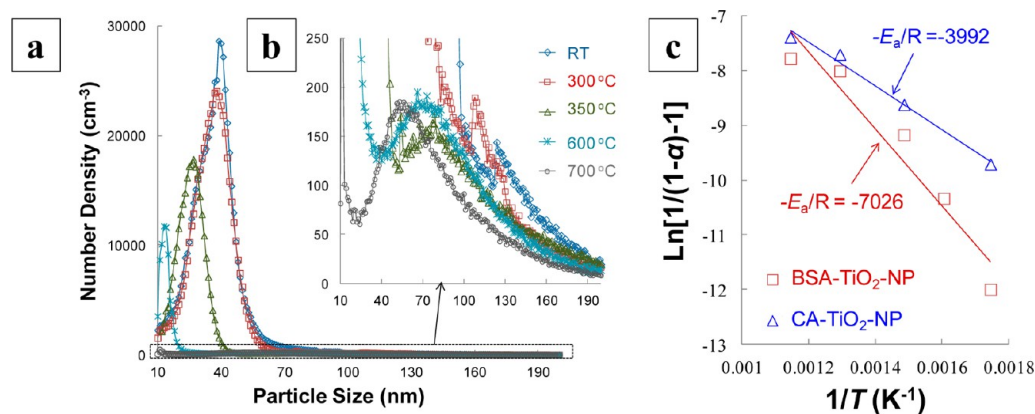 a
Number Density (cm⁻³)
30000
20000
10000
0
10 40 70 100 130 160 190
Particle Size (nm)
b
250
200
150
100
50
0
10 40 70 100 130 160 190
RT
300 °C
350 °C
600 °C
700 °C
c
Ln[1/(1-α)-1]
-7
-8
-9
-10
-11
-12
-13
-Eₐ/R =-3992
-Eₐ/R = -7026
BSA-TiO₂-NP
CA-TiO₂-NP
0.001 0.0012 0.0014 0.0016 0.0018
1/T (K⁻¹)